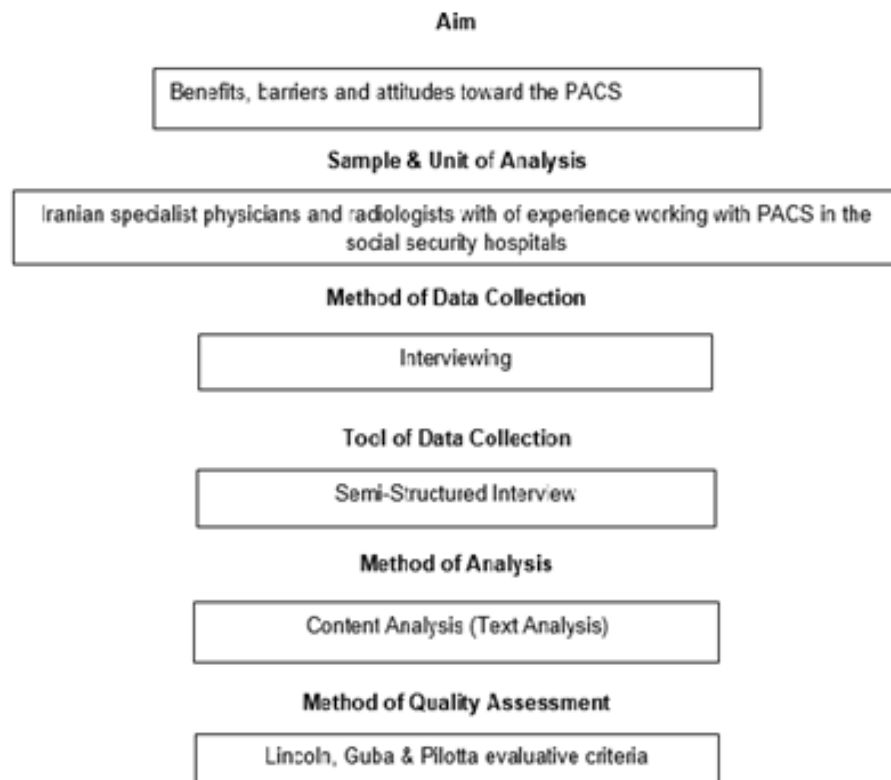 Aim
Benefits, barriers and attitudes toward the PACS
Sample & Unit of Analysis
Iranian specialist physicians and radiologists with of experience working with PACS in the
social security hospitals
Method of Data Collection
Interviewing
Tool of Data Collection
Semi-Structured Interview
Method of Analysis
Content Analysis (Text Analysis)
Method of Quality Assessment
Lincoln, Guba & Pilotta evaluative criteria